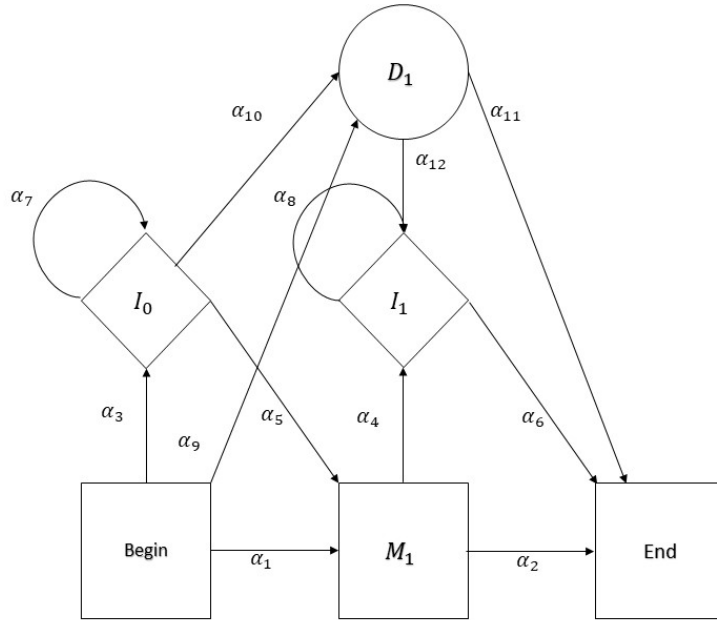 D₁
α₁₀
α₁₁
α₁₂
α₇
α₈
I₀
I₁
α₃
α₉
α₅
α₄
α₆
Begin
α₁
M₁
α₂
End